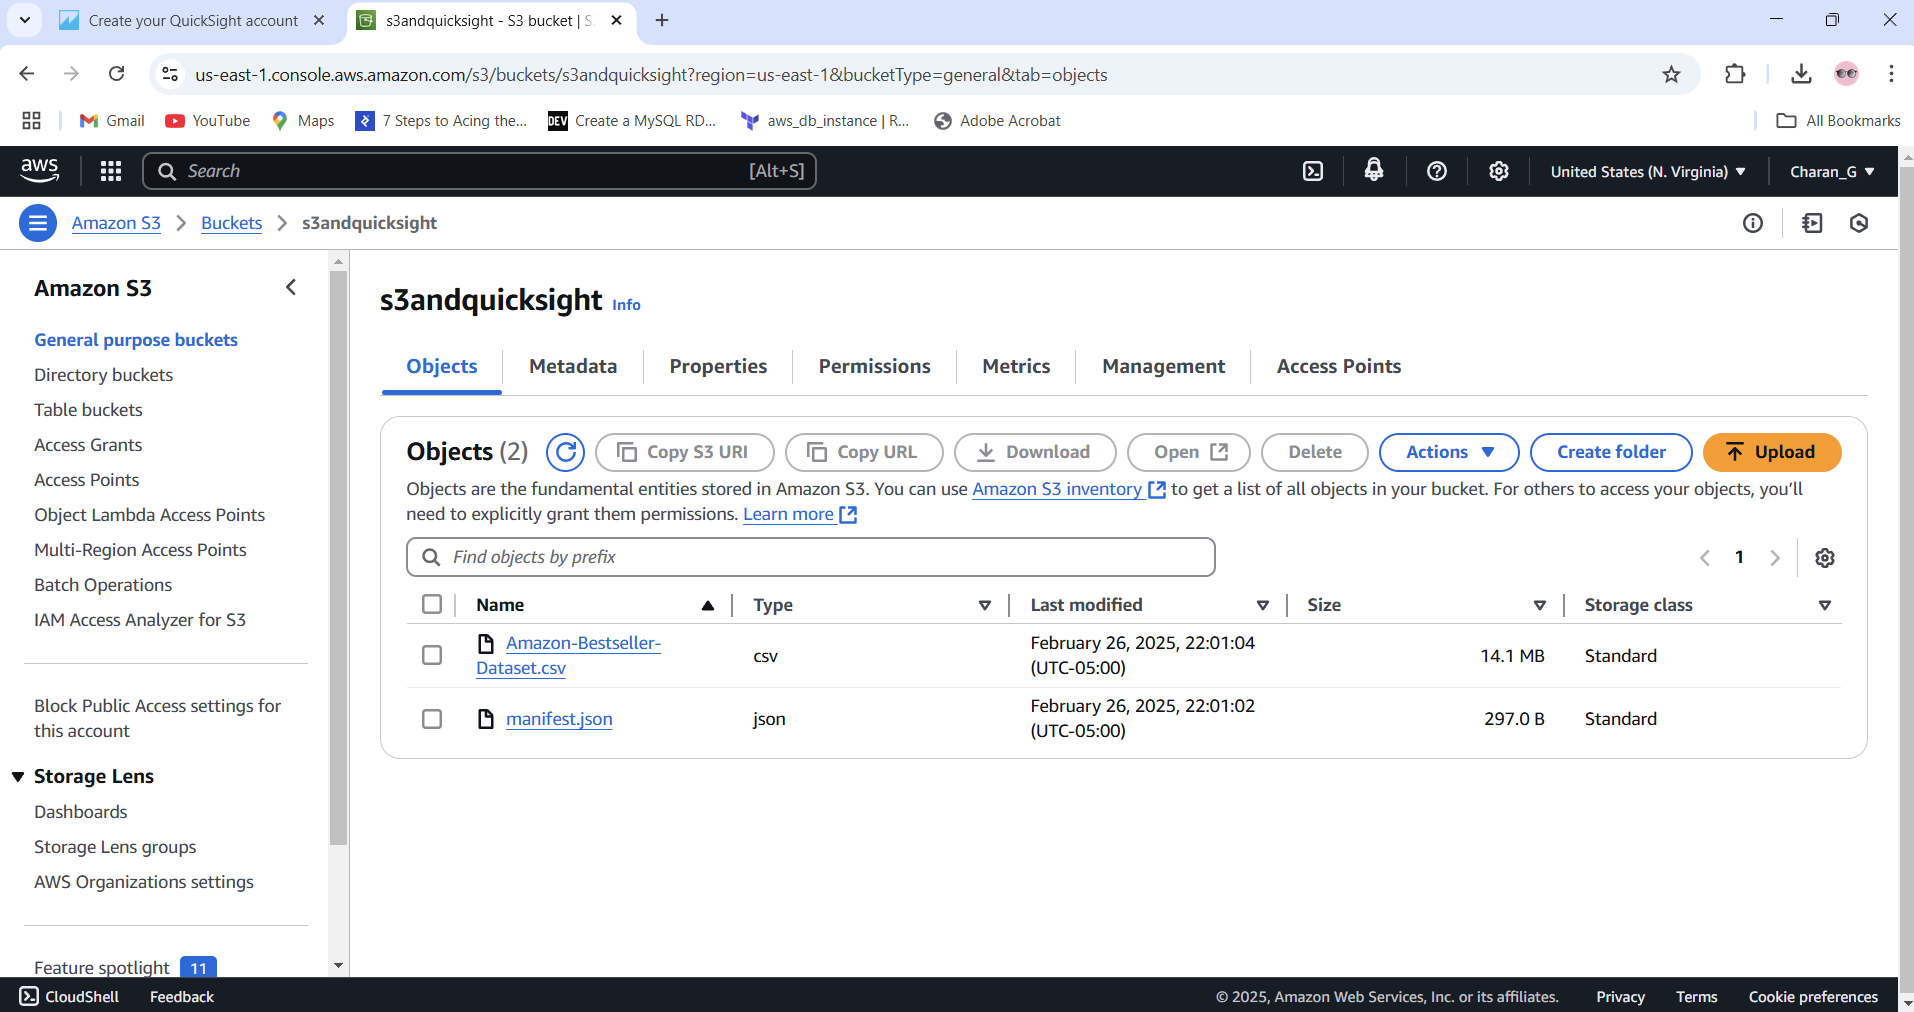 Create your QuickSight account
s3andquicksight - S3 bucket | S
us-east-1.console.aws.amazon.com/s3/buckets/s3andquicksight?region=us-east-1&bucketType=general&tab=objects
Gmail
YouTube
Maps
7 Steps to Acing the...
DEV
Create a MySQL RD...
aws_db_instance | R...
Adobe Acrobat
All Bookmarks
aws
Search
[Alt+S]
United States (N. Virginia)
Charan_G
Amazon S3
Buckets
s3andquicksight
Amazon S3
General purpose buckets
Directory buckets
Table buckets
Access Grants
Access Points
Object Lambda Access Points
Multi-Region Access Points
Batch Operations
IAM Access Analyzer for S3
Block Public Access settings for
this account
Storage Lens
Dashboards
Storage Lens groups
AWS Organizations settings
Feature spotlight 11
s3andquicksight Info
Objects
Metadata
Properties
Permissions
Metrics
Management
Access Points
Objects (2)
Copy S3 URI
Copy URL
Download
Open
Delete
Actions
Create folder
Upload
Objects are the fundamental entities stored in Amazon S3. You can use Amazon S3 inventory to get a list of all objects in your bucket. For others to access your objects, you'll
need to explicitly grant them permissions. Learn more
Find objects by prefix
1
Name
Type
Last modified
Size
Storage class
Amazon-Bestseller-
Dataset.csv
csv
February 26, 2025, 22:01:04
(UTC-05:00)
14.1 MB
Standard
manifest.json
json
February 26, 2025, 22:01:02
(UTC-05:00)
297.0 B
Standard
CloudShell
Feedback
© 2025, Amazon Web Services, Inc. or its affiliates.
Privacy
Terms
Cookie preferences